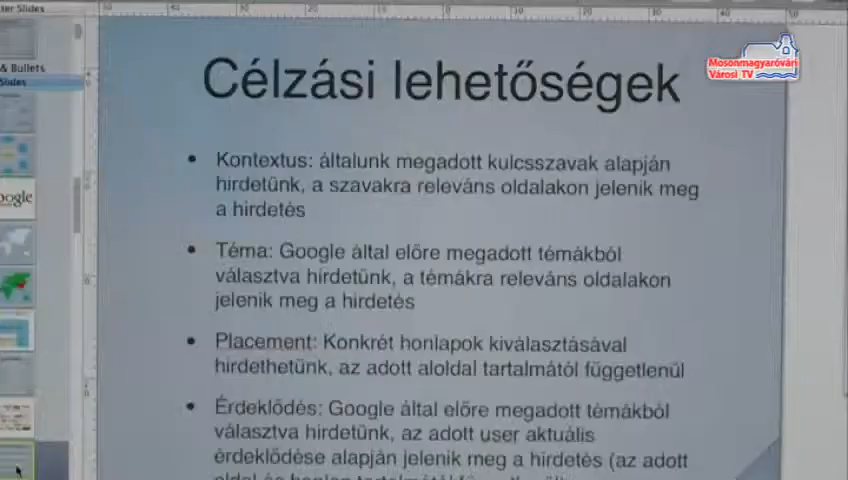 ter Slides
& Bullets
Slides
oogle
Mosonmagyaróvári
Városi TV
Célzási lehetőségek
• Kontextus: általunk megadott kulcsszavak alapján
hirdetünk, a szavakra releváns oldalakon jelenik meg
a hirdetés
• Téma: Google által előre megadott témákból
választva hirdetünk, a témákra releváns oldalakon
jelenik meg a hirdetés
• Placement: Konkrét honlapok kiválasztásával
hirdethetünk, az adott aloldal tartalmától függetlenül
• Érdeklődés: Google által előre megadott témákból
választva hirdetünk, az adott user aktuális
érdeklődése alapján jelenik meg a hirdetés (az adott